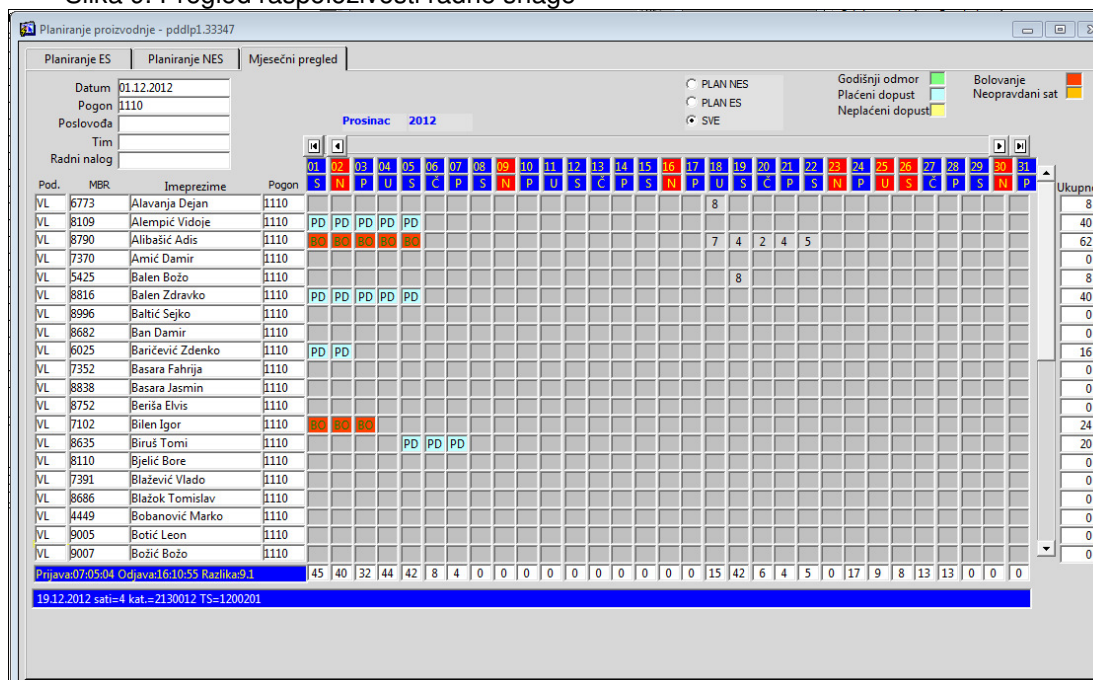 Slika 9. Pregled raspoloživosti radne snage
Planiranje proizvodnje - pddlp1.33347
Planiranje ES Planiranje NES Mjesečni pregled
Datum 01.12.2012
Pogon 1110
Poslovođa
Tim
Radni nalog
Prosinac 2012
PLAN NES
PLAN ES
SVE
Godišnji odmor
Plaćeni dopust
Neplaćeni dopust
Bolovanje
Neopravdani sat
01 02 03 04 05 06 07 08 09 10 11 12 13 14 15 16 17 18 19 20 21 22 23 24 25 26 27 28 29 30 31
S N P U S Č P S N P U S Č P S N P U S Č P S N P U S Č P S N P
Pod. MBR Imeprezime Pogon Ukupno
VL 6773 Alavanja Dejan 1110 8 8
VL 8109 Alempić Vidoje 1110 PD PD PD PD PD 40
VL 8790 Alibašić Adis 1110 BO BO BO BO BO 7 4 2 4 5 62
VL 7370 Amić Damir 1110 0
VL 5425 Balen Božo 1110 8 8
VL 8816 Balen Zdravko 1110 PD PD PD PD PD 40
VL 8996 Baltić Sejko 1110 0
VL 8682 Ban Damir 1110 0
VL 6025 Baričević Zdenko 1110 PD PD 16
VL 7352 Basara Fahrija 1110 0
VL 8838 Basara Jasmin 1110 0
VL 8752 Beriša Elvis 1110 0
VL 7102 Bilen Igor 1110 BO BO BO 24
VL 8635 Biruš Tomi 1110 PD PD PD 20
VL 8110 Bjelić Bore 1110 0
VL 7391 Blažević Vlado 1110 0
VL 8686 Blažok Tomislav 1110 0
VL 4449 Bobanović Marko 1110 0
VL 9005 Botić Leon 1110 0
VL 9007 Božić Božo 1110 0
Prijava:07:05:04 Odjava:16:10:55 Razlika:9.1 45 40 32 44 42 8 4 0 0 0 0 0 0 0 0 0 0 15 42 6 4 5 0 17 9 8 13 13 0 0 0
19.12.2012 sati=4 kat.=2130012 TS=1200201